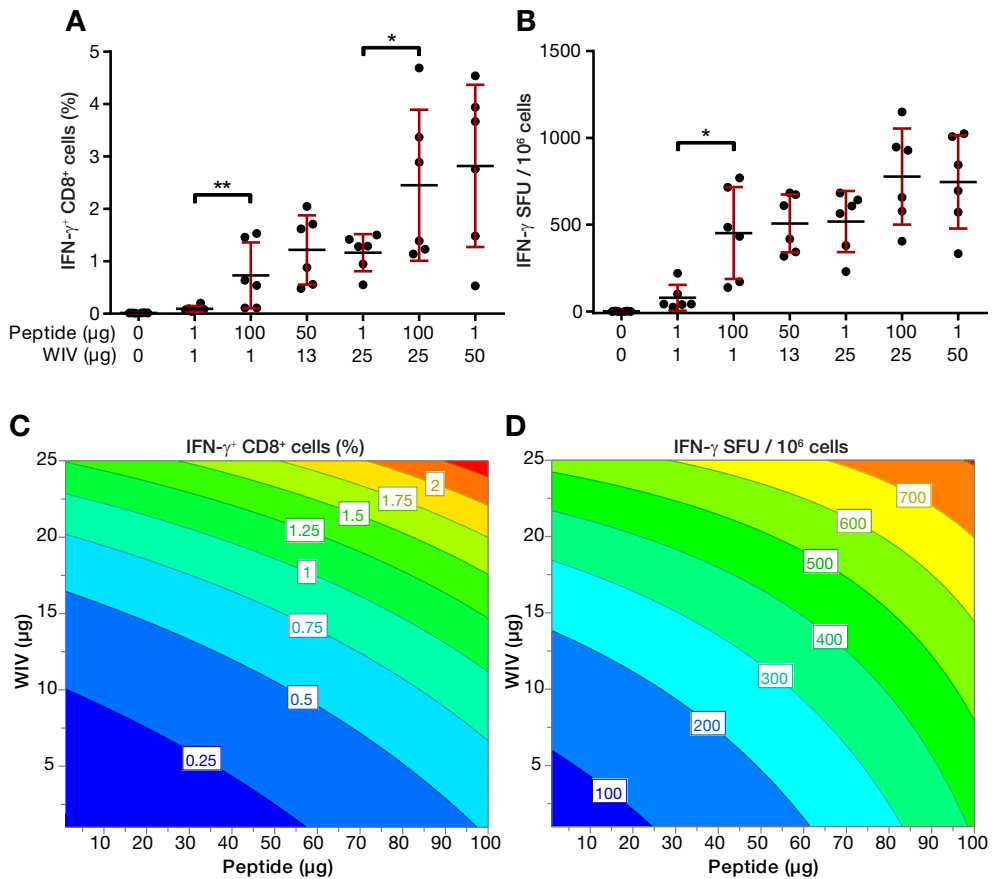 A
B
IFN-γ⁺ CD8⁺ cells (%)
5
4
3
2
1
0
**
*
Peptide (µg) 0 1 100 50 1 100 1
WIV (µg) 0 1 1 13 25 25 50
IFN-γ SFU / 10⁶ cells
1500
1000
500
0
*
0 1 100 50 1 100 1
0 1 1 13 25 25 50
C
IFN-γ⁺ CD8⁺ cells (%)
WIV (µg)
25
20
15
10
5
2
1.75
1.5
1.25
1
0.75
0.5
0.25
10 20 30 40 50 60 70 80 90 100
Peptide (µg)
D
IFN-γ SFU / 10⁶ cells
WIV (µg)
25
20
15
10
5
700
600
500
400
300
200
100
10 20 30 40 50 60 70 80 90 100
Peptide (µg)